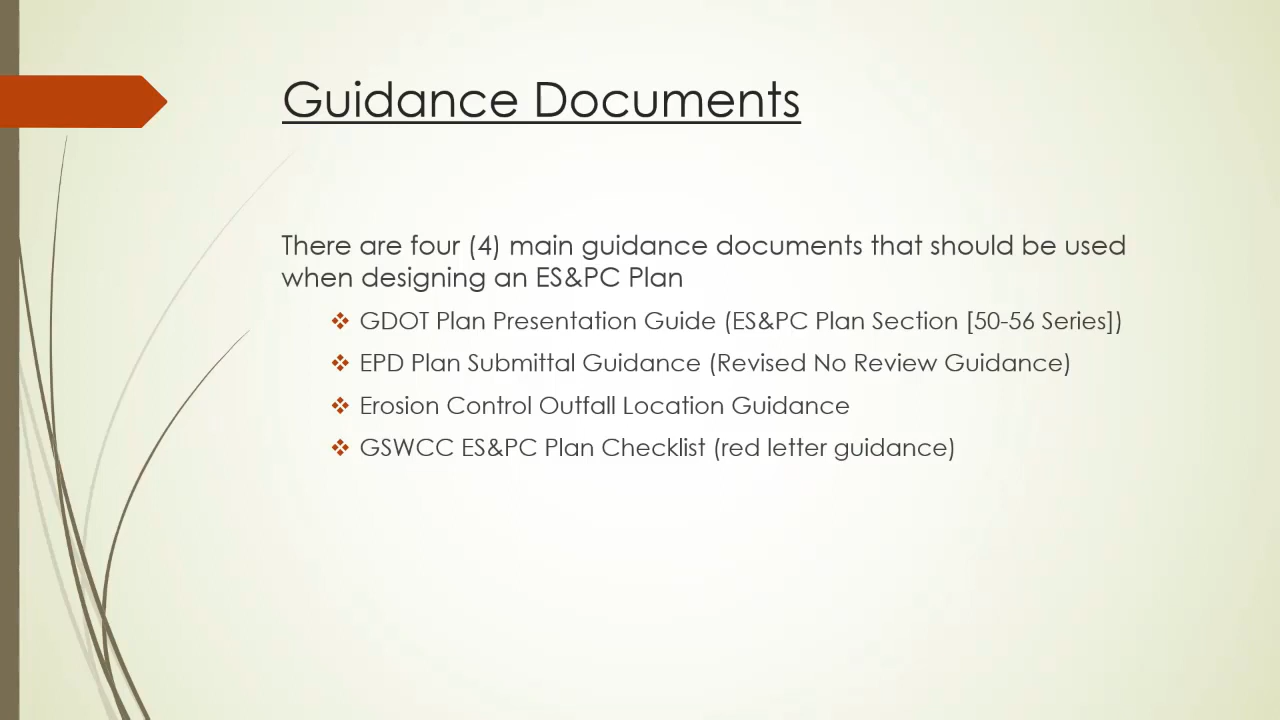 Guidance Documents
There are four (4) main guidance documents that should be used
when designing an ES&PC Plan
GDOT Plan Presentation Guide (ES&PC Plan Section [50-56 Series])
EPD Plan Submittal Guidance (Revised No Review Guidance)
Erosion Control Outfall Location Guidance
GSWCC ES&PC Plan Checklist (red letter guidance)